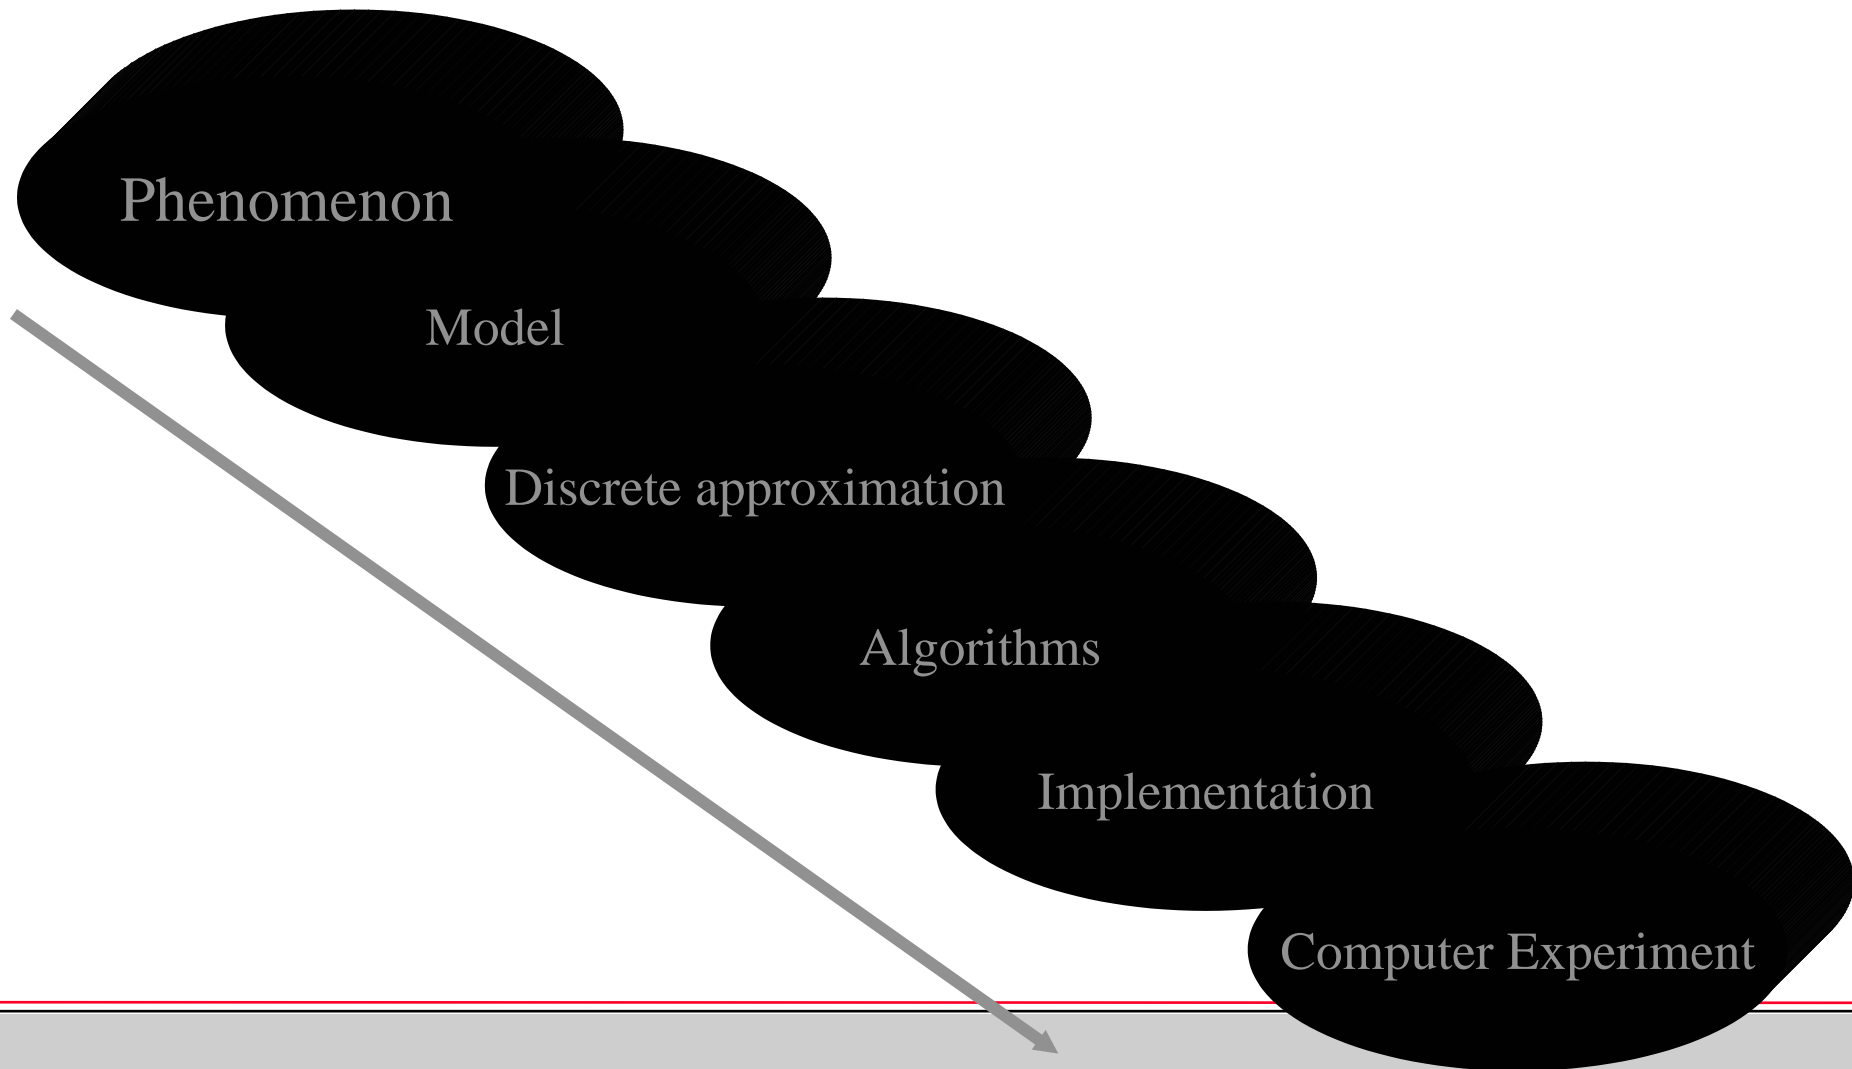 Phenomenon
Model
Discrete approximation
Algorithms
Implementation
Computer Experiment